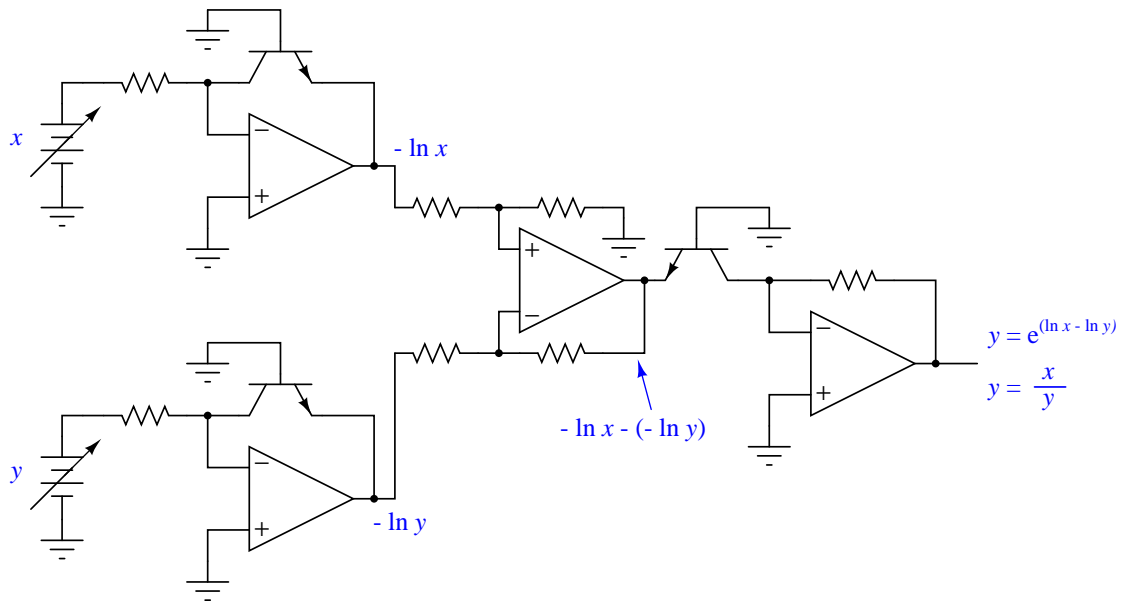 x
- ln x
y = e(ln x - ln y)
y = x/y
- ln x - (- ln y)
y
- ln y